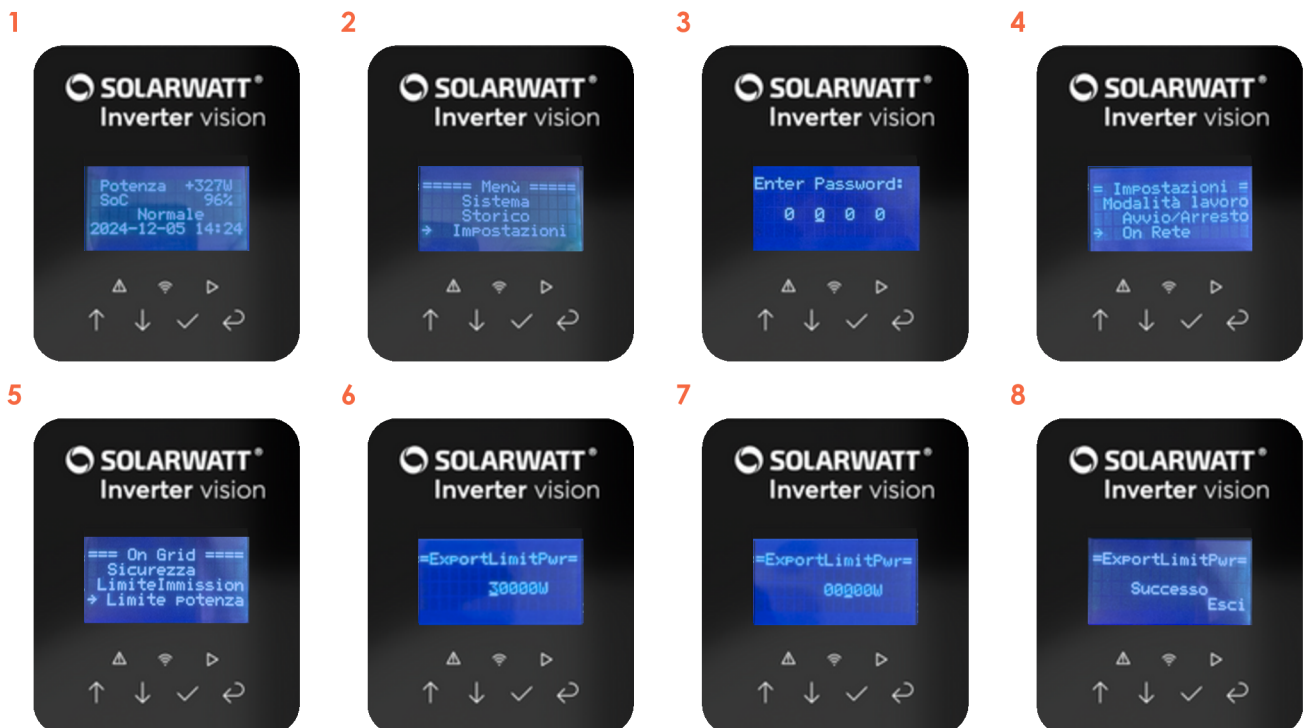 1
SOLARWATT®
Inverter vision
Potenza +327W
SoC 96%
Normale
2024-12-05 14:24
2
SOLARWATT®
Inverter vision
===== Menù =====
Sistema
Storico
→ Impostazioni
3
SOLARWATT®
Inverter vision
Enter Password:
0 0 0 0
4
SOLARWATT®
Inverter vision
= Impostazioni =
Modalità lavoro
Avvio/Arresto
→ On Rete
5
SOLARWATT®
Inverter vision
=== On Grid ====
Sicurezza
LimiteImmission
→ Limite potenza
6
SOLARWATT®
Inverter vision
=ExportLimitPwr=
30000W
7
SOLARWATT®
Inverter vision
=ExportLimitPwr=
00000W
8
SOLARWATT®
Inverter vision
=ExportLimitPwr=
Successo
Esci